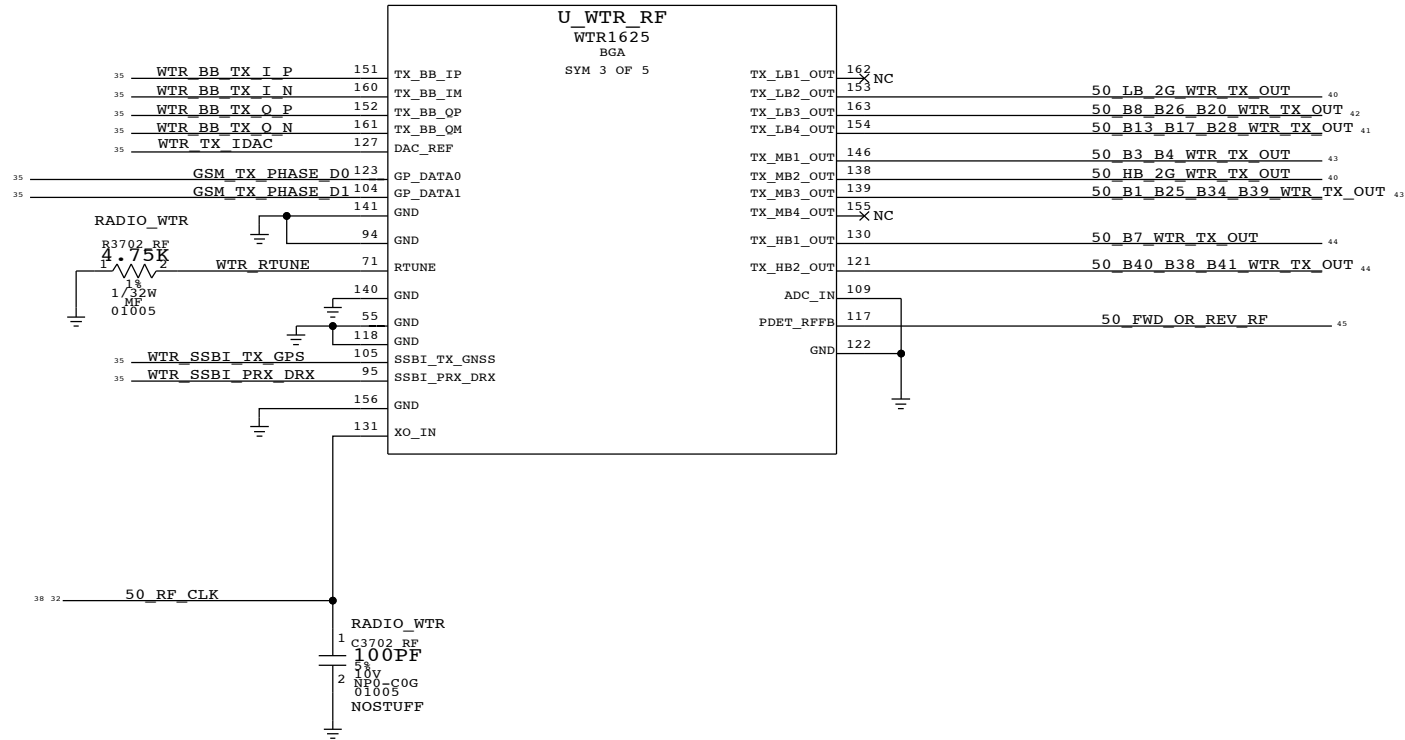 U_WTR_RF
WTR1625
BGA
SYM 3 OF 5
35 WTR_BB_TX_I_P 151 TX_BB_IP
35 WTR_BB_TX_I_N 160 TX_BB_IM
35 WTR_BB_TX_Q_P 152 TX_BB_QP
35 WTR_BB_TX_Q_N 161 TX_BB_QM
35 WTR_TX_IDAC 127 DAC_REF
35 GSM_TX_PHASE_D0 123 GP_DATA0
35 GSM_TX_PHASE_D1 104 GP_DATA1
141 GND
94 GND
RADIO_WTR
R3702_RF
4.75K
1 2
1%
1/32W
MF
01005
WTR_RTUNE 71 RTUNE
140 GND
55 GND
118 GND
35 WTR_SSBI_TX_GPS 105 SSBI_TX_GNSS
35 WTR_SSBI_PRX_DRX 95 SSBI_PRX_DRX
156 GND
131 XO_IN
TX_LB1_OUT 162 NC
TX_LB2_OUT 153 50_LB_2G_WTR_TX_OUT 40
TX_LB3_OUT 163 50_B8_B26_B20_WTR_TX_OUT 42
TX_LB4_OUT 154 50_B13_B17_B28_WTR_TX_OUT 41
TX_MB1_OUT 146 50_B3_B4_WTR_TX_OUT 43
TX_MB2_OUT 138 50_HB_2G_WTR_TX_OUT 40
TX_MB3_OUT 139 50_B1_B25_B34_B39_WTR_TX_OUT 43
TX_MB4_OUT 155 NC
TX_HB1_OUT 130 50_B7_WTR_TX_OUT 44
TX_HB2_OUT 121 50_B40_B38_B41_WTR_TX_OUT 44
ADC_IN 109
PDET_RFFB 117 50_FWD_OR_REV_RF 45
GND 122
38 32 50_RF_CLK
RADIO_WTR
1 C3702_RF
100PF
5%
10V
2 NP0-C0G
01005
NOSTUFF